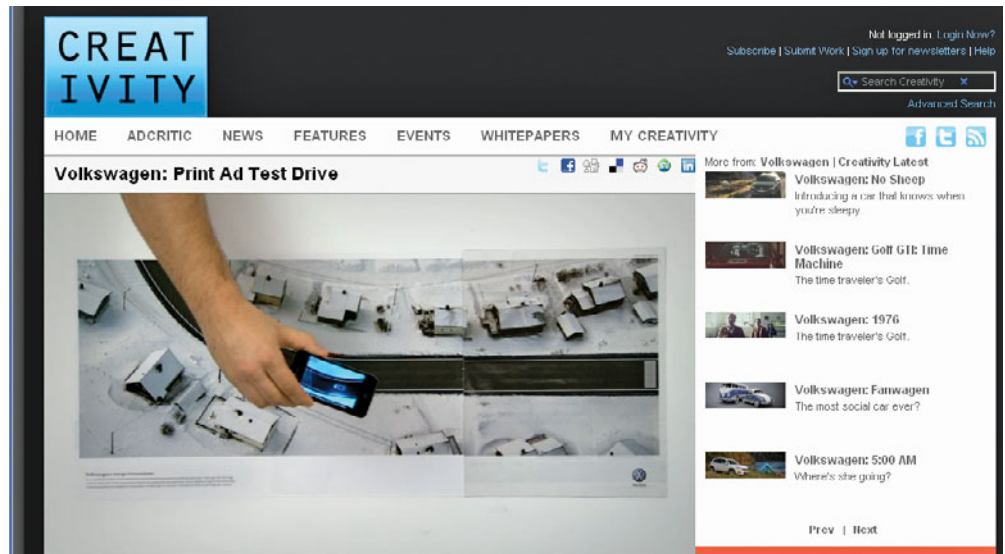 CREAT
IVITY
Not logged in. Login Now?
Subscribe | Submit Work | Sign up for newsletters | Help
Search Creativity
Advanced Search
HOME ADCRITIC NEWS FEATURES EVENTS WHITEPAPERS MY CREATIVITY
Volkswagen: Print Ad Test Drive
More from: Volkswagen | Creativity Latest
Volkswagen: No Sheep
Introducing a car that knows when
you're sleepy.
Volkswagen: Golf GTI: Time
Machine
The time traveler's Golf.
Volkswagen: 1976
The time traveler's Golf.
Volkswagen: Fanwagen
The most social car ever?
Volkswagen: 5:00 AM
Where's she going?
Prev | Next